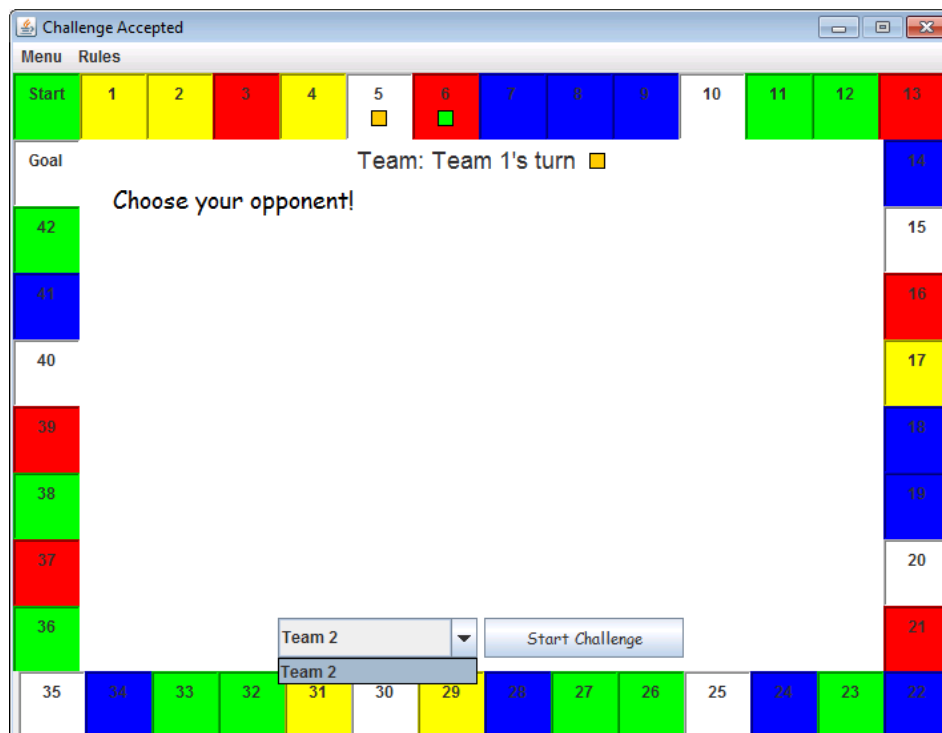 Challenge Accepted
Menu Rules
Start 1 2 3 4 5 6 7 8 9 10 11 12 13
Goal Team: Team 1's turn 14
Choose your opponent!
42 15
41 16
40 17
39 18
38 19
37 20
36 Team 2 Start Challenge 21
Team 2
35 34 33 32 31 30 29 28 27 26 25 24 23 22